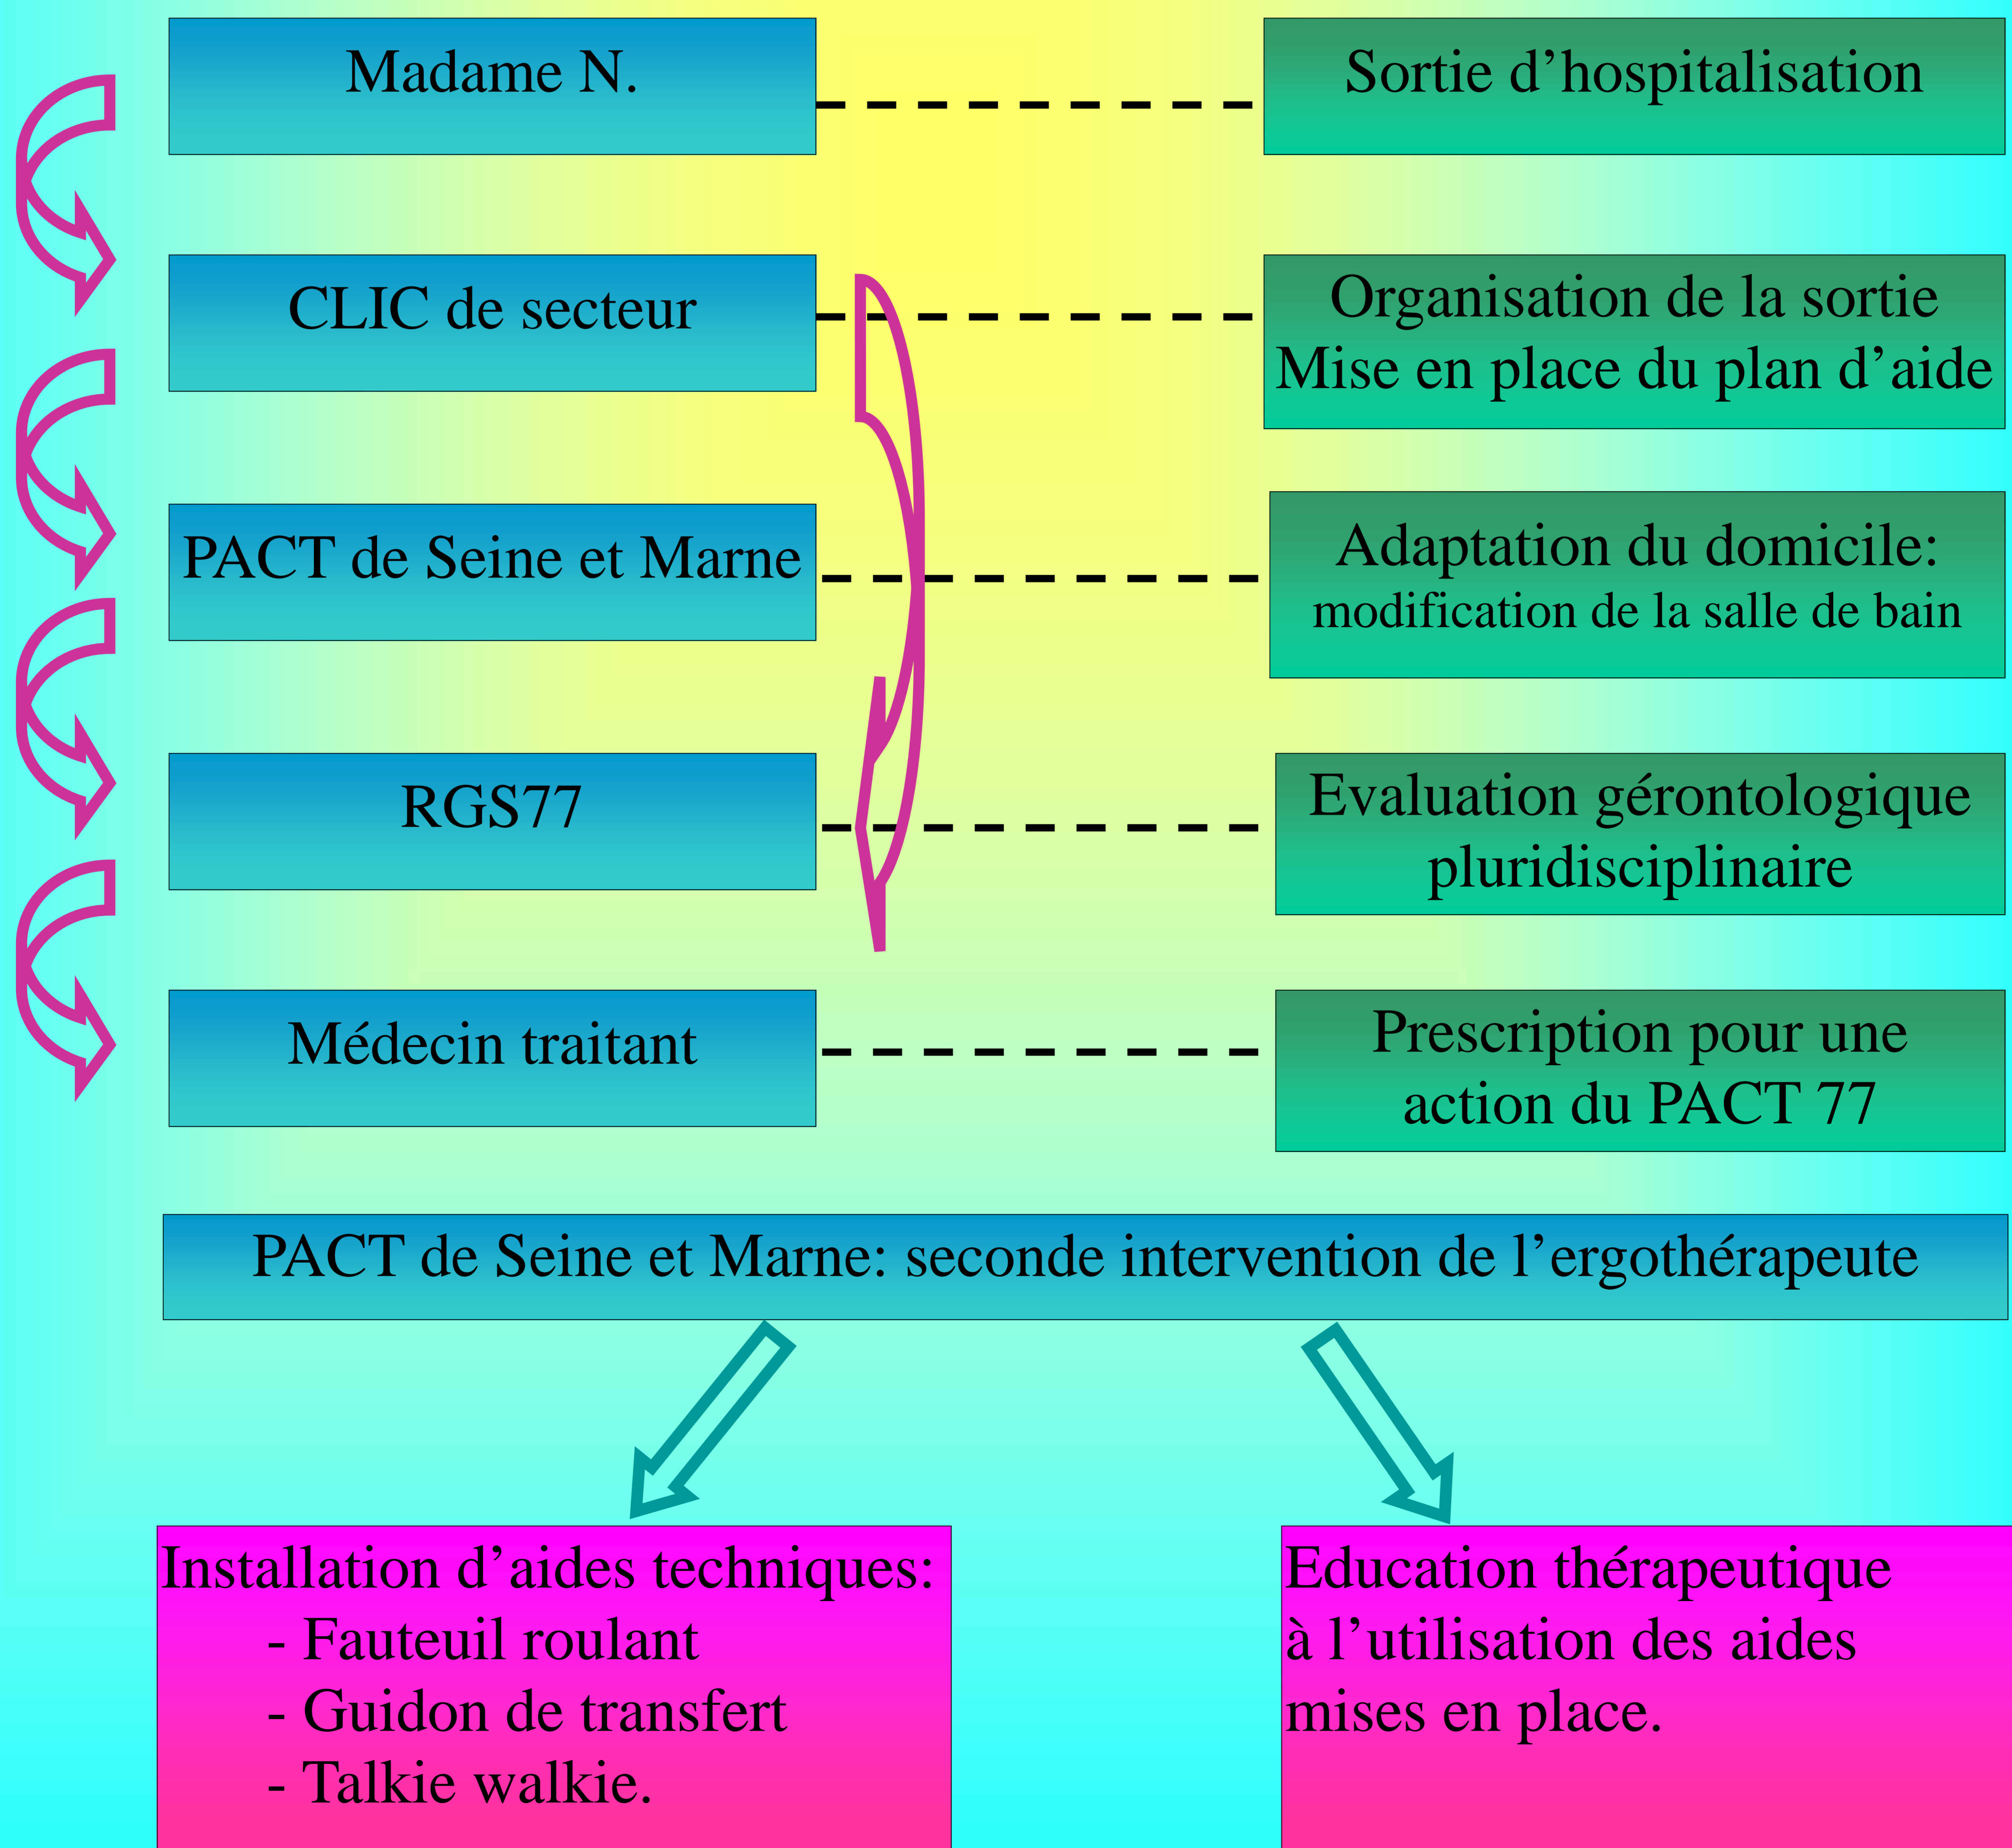 Madame N.
Sortie d’hospitalisation
CLIC de secteur
Organisation de la sortie
Mise en place du plan d’aide
PACT de Seine et Marne
Adaptation du domicile:
modification de la salle de bain
RGS77
Evaluation gérontologique
pluridisciplinaire
Médecin traitant
Prescription pour une
action du PACT 77
PACT de Seine et Marne: seconde intervention de l’ergothérapeute
Installation d’aides techniques:
- Fauteuil roulant
- Guidon de transfert
- Talkie walkie.
Education thérapeutique
à l’utilisation des aides
mises en place.